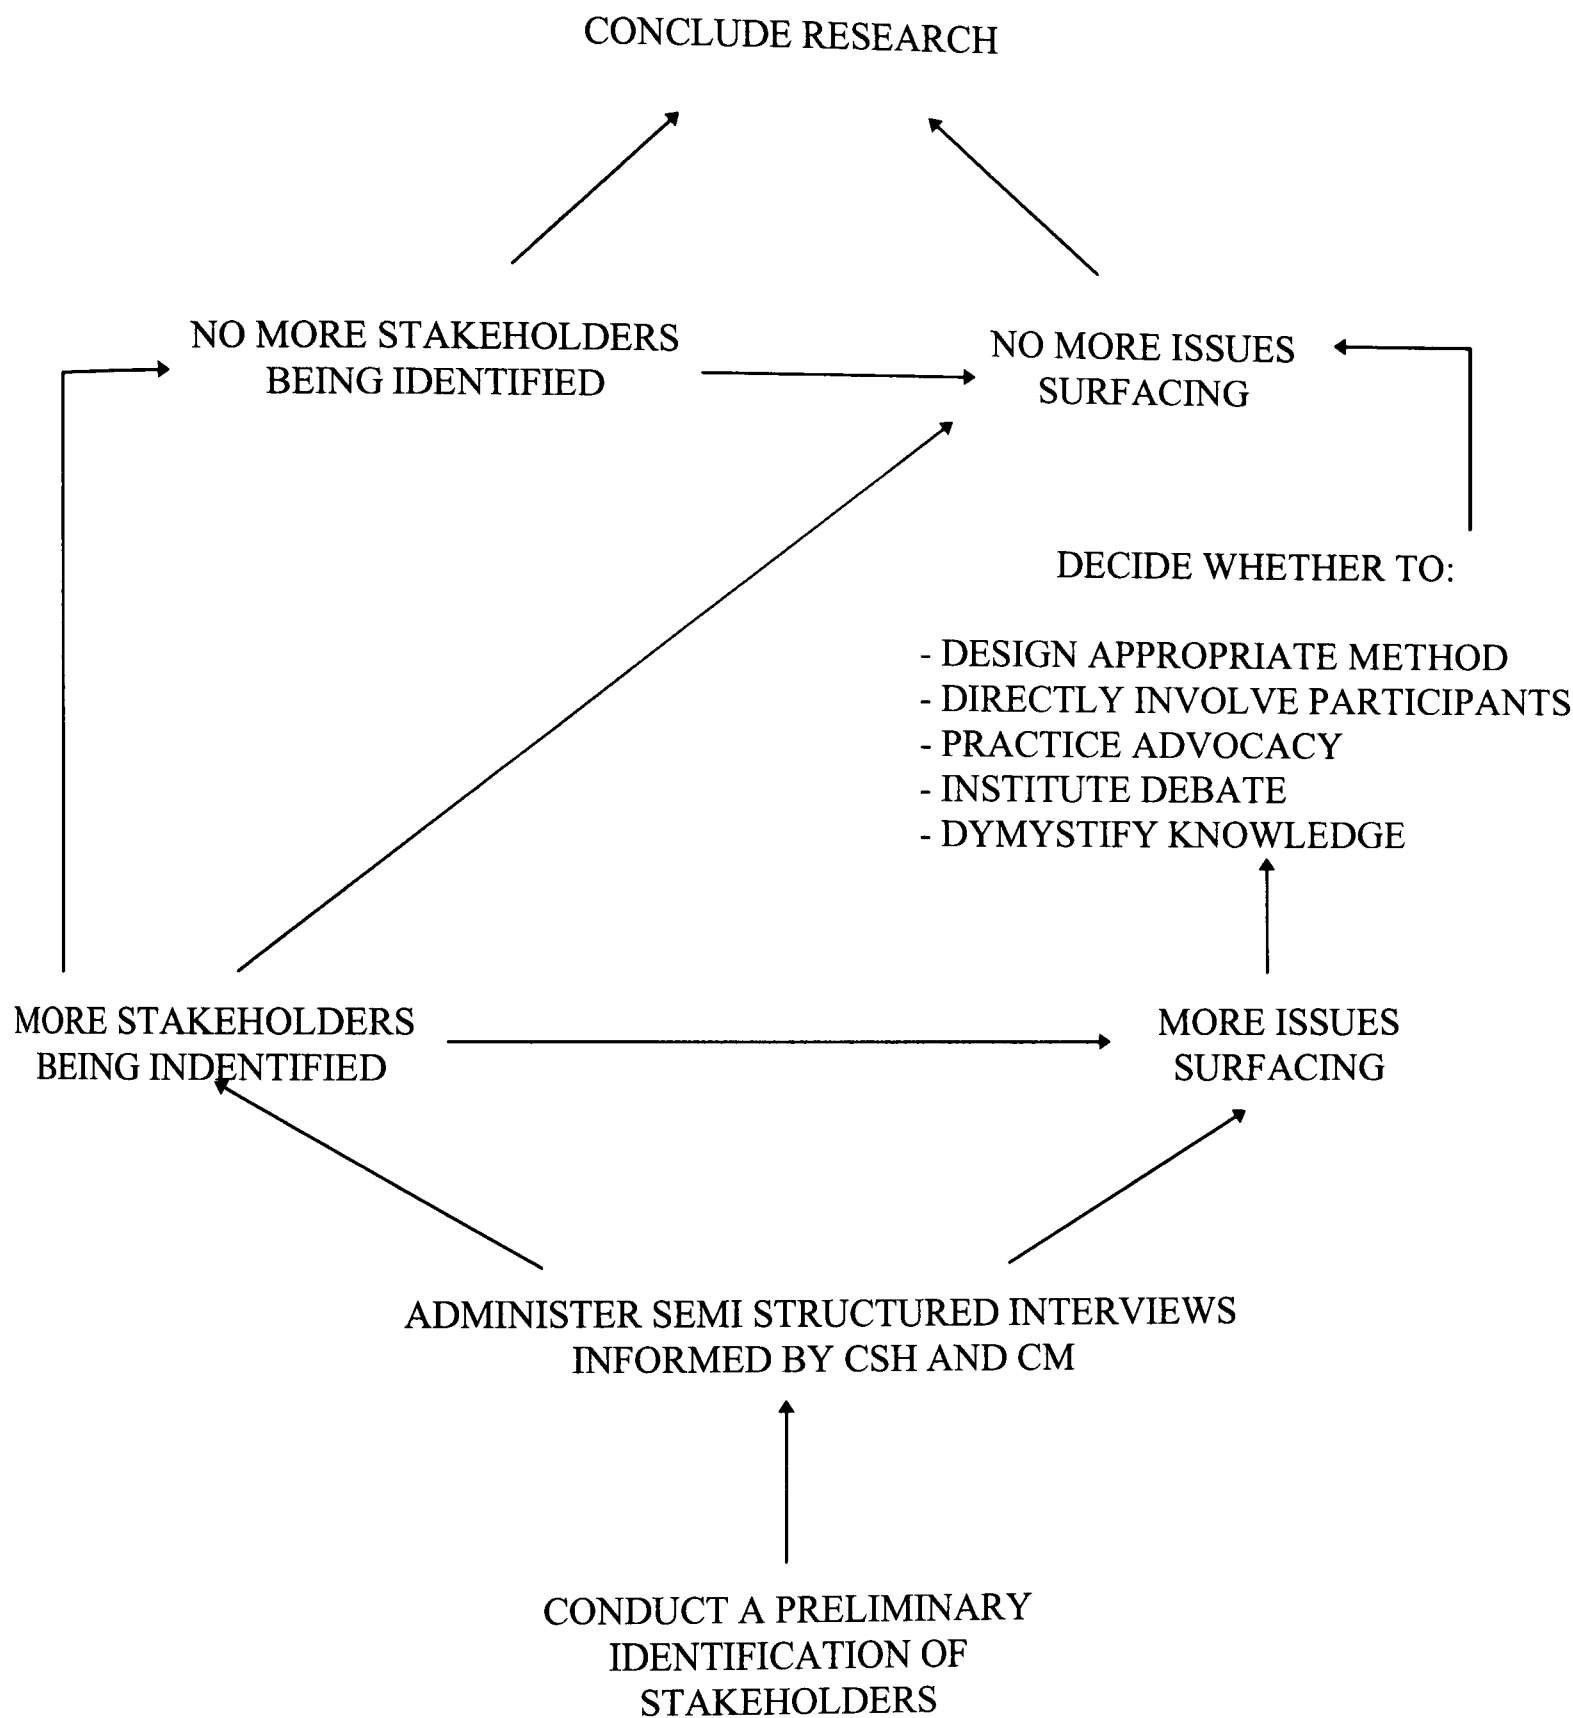 CONCLUDE RESEARCH
NO MORE STAKEHOLDERS
BEING IDENTIFIED
NO MORE ISSUES
SURFACING
DECIDE WHETHER TO:
- DESIGN APPROPRIATE METHOD
- DIRECTLY INVOLVE PARTICIPANTS
- PRACTICE ADVOCACY
- INSTITUTE DEBATE
- DYMYSTIFY KNOWLEDGE
MORE STAKEHOLDERS
BEING INDENTIFIED
MORE ISSUES
SURFACING
ADMINISTER SEMI STRUCTURED INTERVIEWS
INFORMED BY CSH AND CM
CONDUCT A PRELIMINARY
IDENTIFICATION OF
STAKEHOLDERS